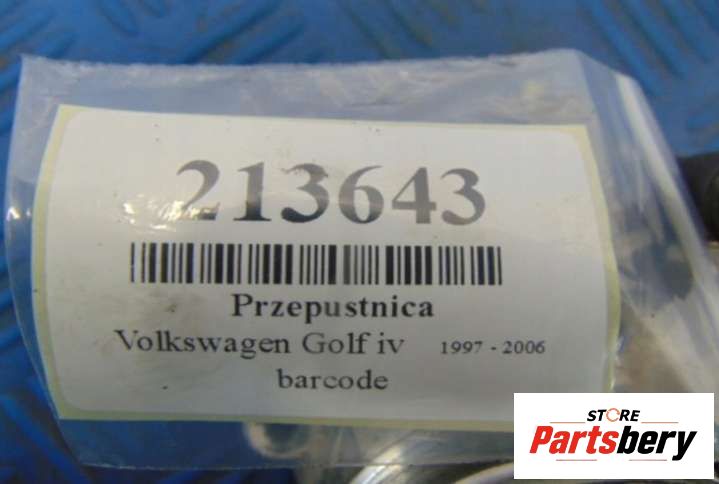 213643
Przepustnica
Volkswagen Golf iv 1997 - 2006
barcode
STORE
Partsbery